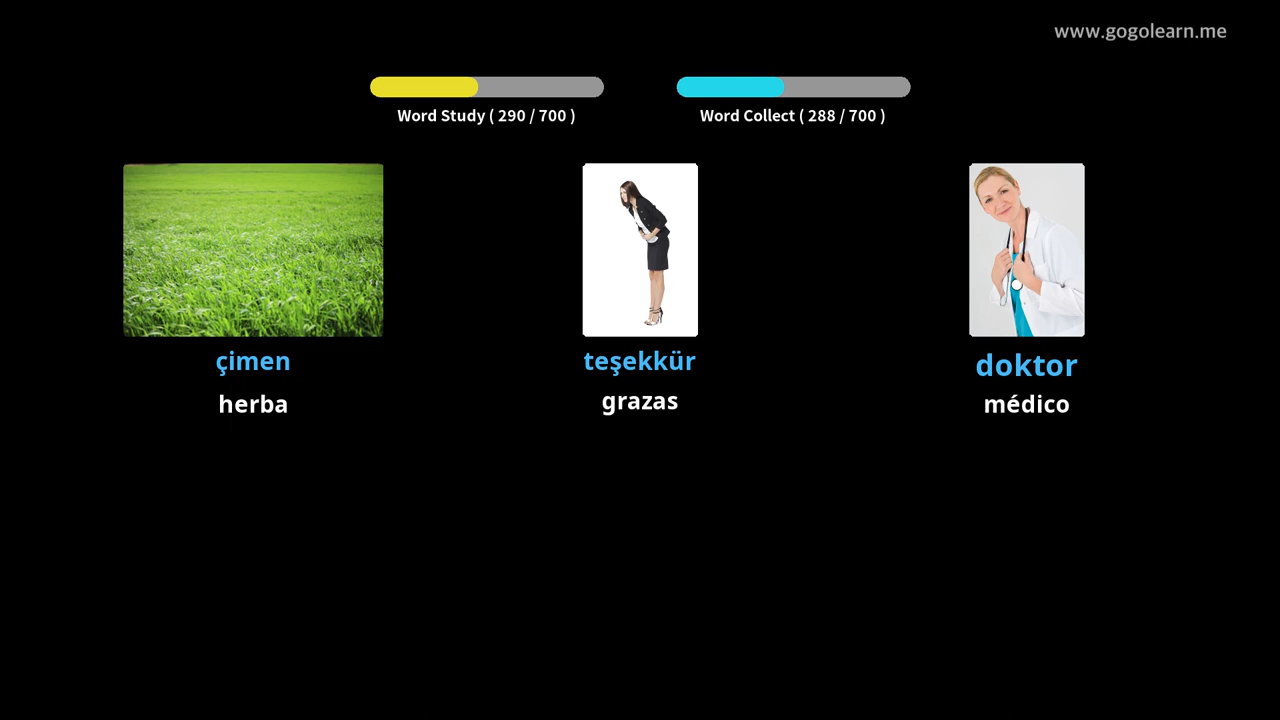 www.gogolearn.me
Word Study ( 290 / 700 )
Word Collect ( 288 / 700 )
çimen
teşekkür
doktor
herba
grazas
médico